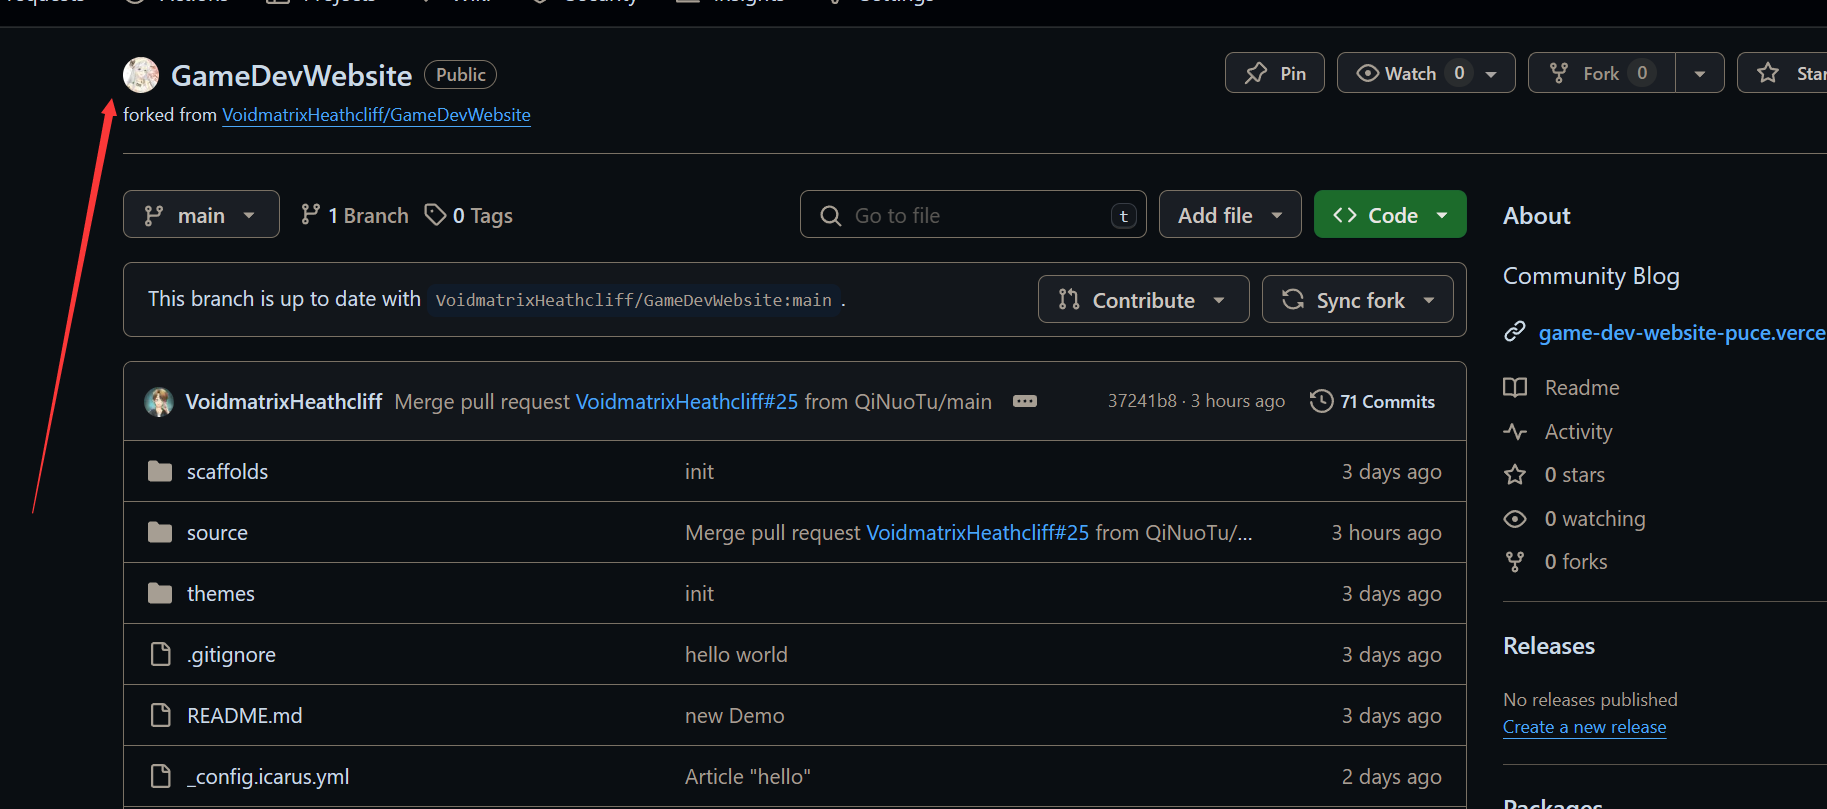 GameDevWebsite Public Pin Watch 0 Fork 0
forked from VoidmatrixHeathcliff/GameDevWebsite
main 1 Branch 0 Tags Go to file t Add file Code
About
Community Blog
This branch is up to date with VoidmatrixHeathcliff/GameDevWebsite:main . Contribute Sync fork
game-dev-website-puce.verce
VoidmatrixHeathcliff Merge pull request VoidmatrixHeathcliff#25 from QiNuoTu/main ... 37241b8 · 3 hours ago 71 Commits
Readme
Activity
scaffolds init 3 days ago
0 stars
0 watching
source Merge pull request VoidmatrixHeathcliff#25 from QiNuoTu/... 3 hours ago
0 forks
themes init 3 days ago
Releases
.gitignore hello world 3 days ago
No releases published
Create a new release
README.md new Demo 3 days ago
_config.icarus.yml Article "hello" 2 days ago